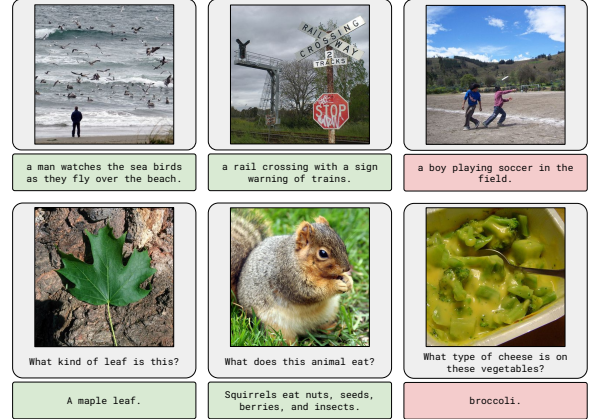 RAIL
WAY
CROSSING
2
TRACKS
STOP
a man watches the sea birds
as they fly over the beach.
a rail crossing with a sign
warning of trains.
a boy playing soccer in the
field.
What kind of leaf is this?
What does this animal eat?
What type of cheese is on
these vegetables?
A maple leaf.
Squirrels eat nuts, seeds,
berries, and insects.
broccoli.